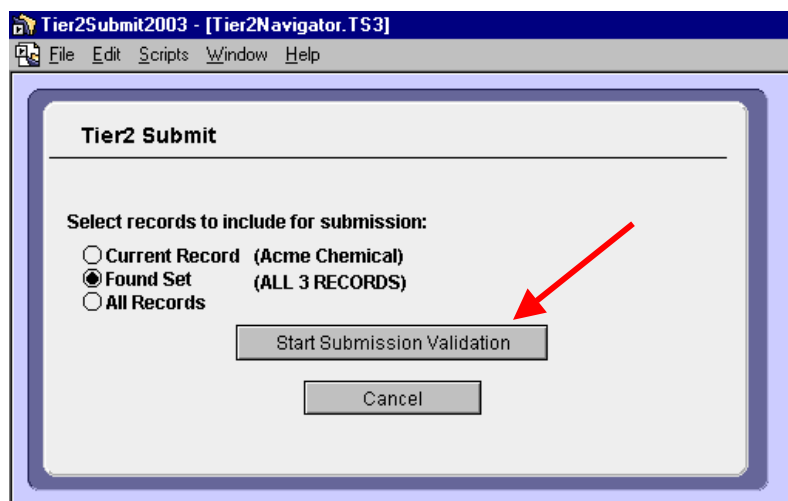 Tier2Submit2003 - [Tier2Navigator.TS3]
File Edit Scripts Window Help
Tier2 Submit
Select records to include for submission:
Current Record (Acme Chemical)
Found Set (ALL 3 RECORDS)
All Records
Start Submission Validation
Cancel